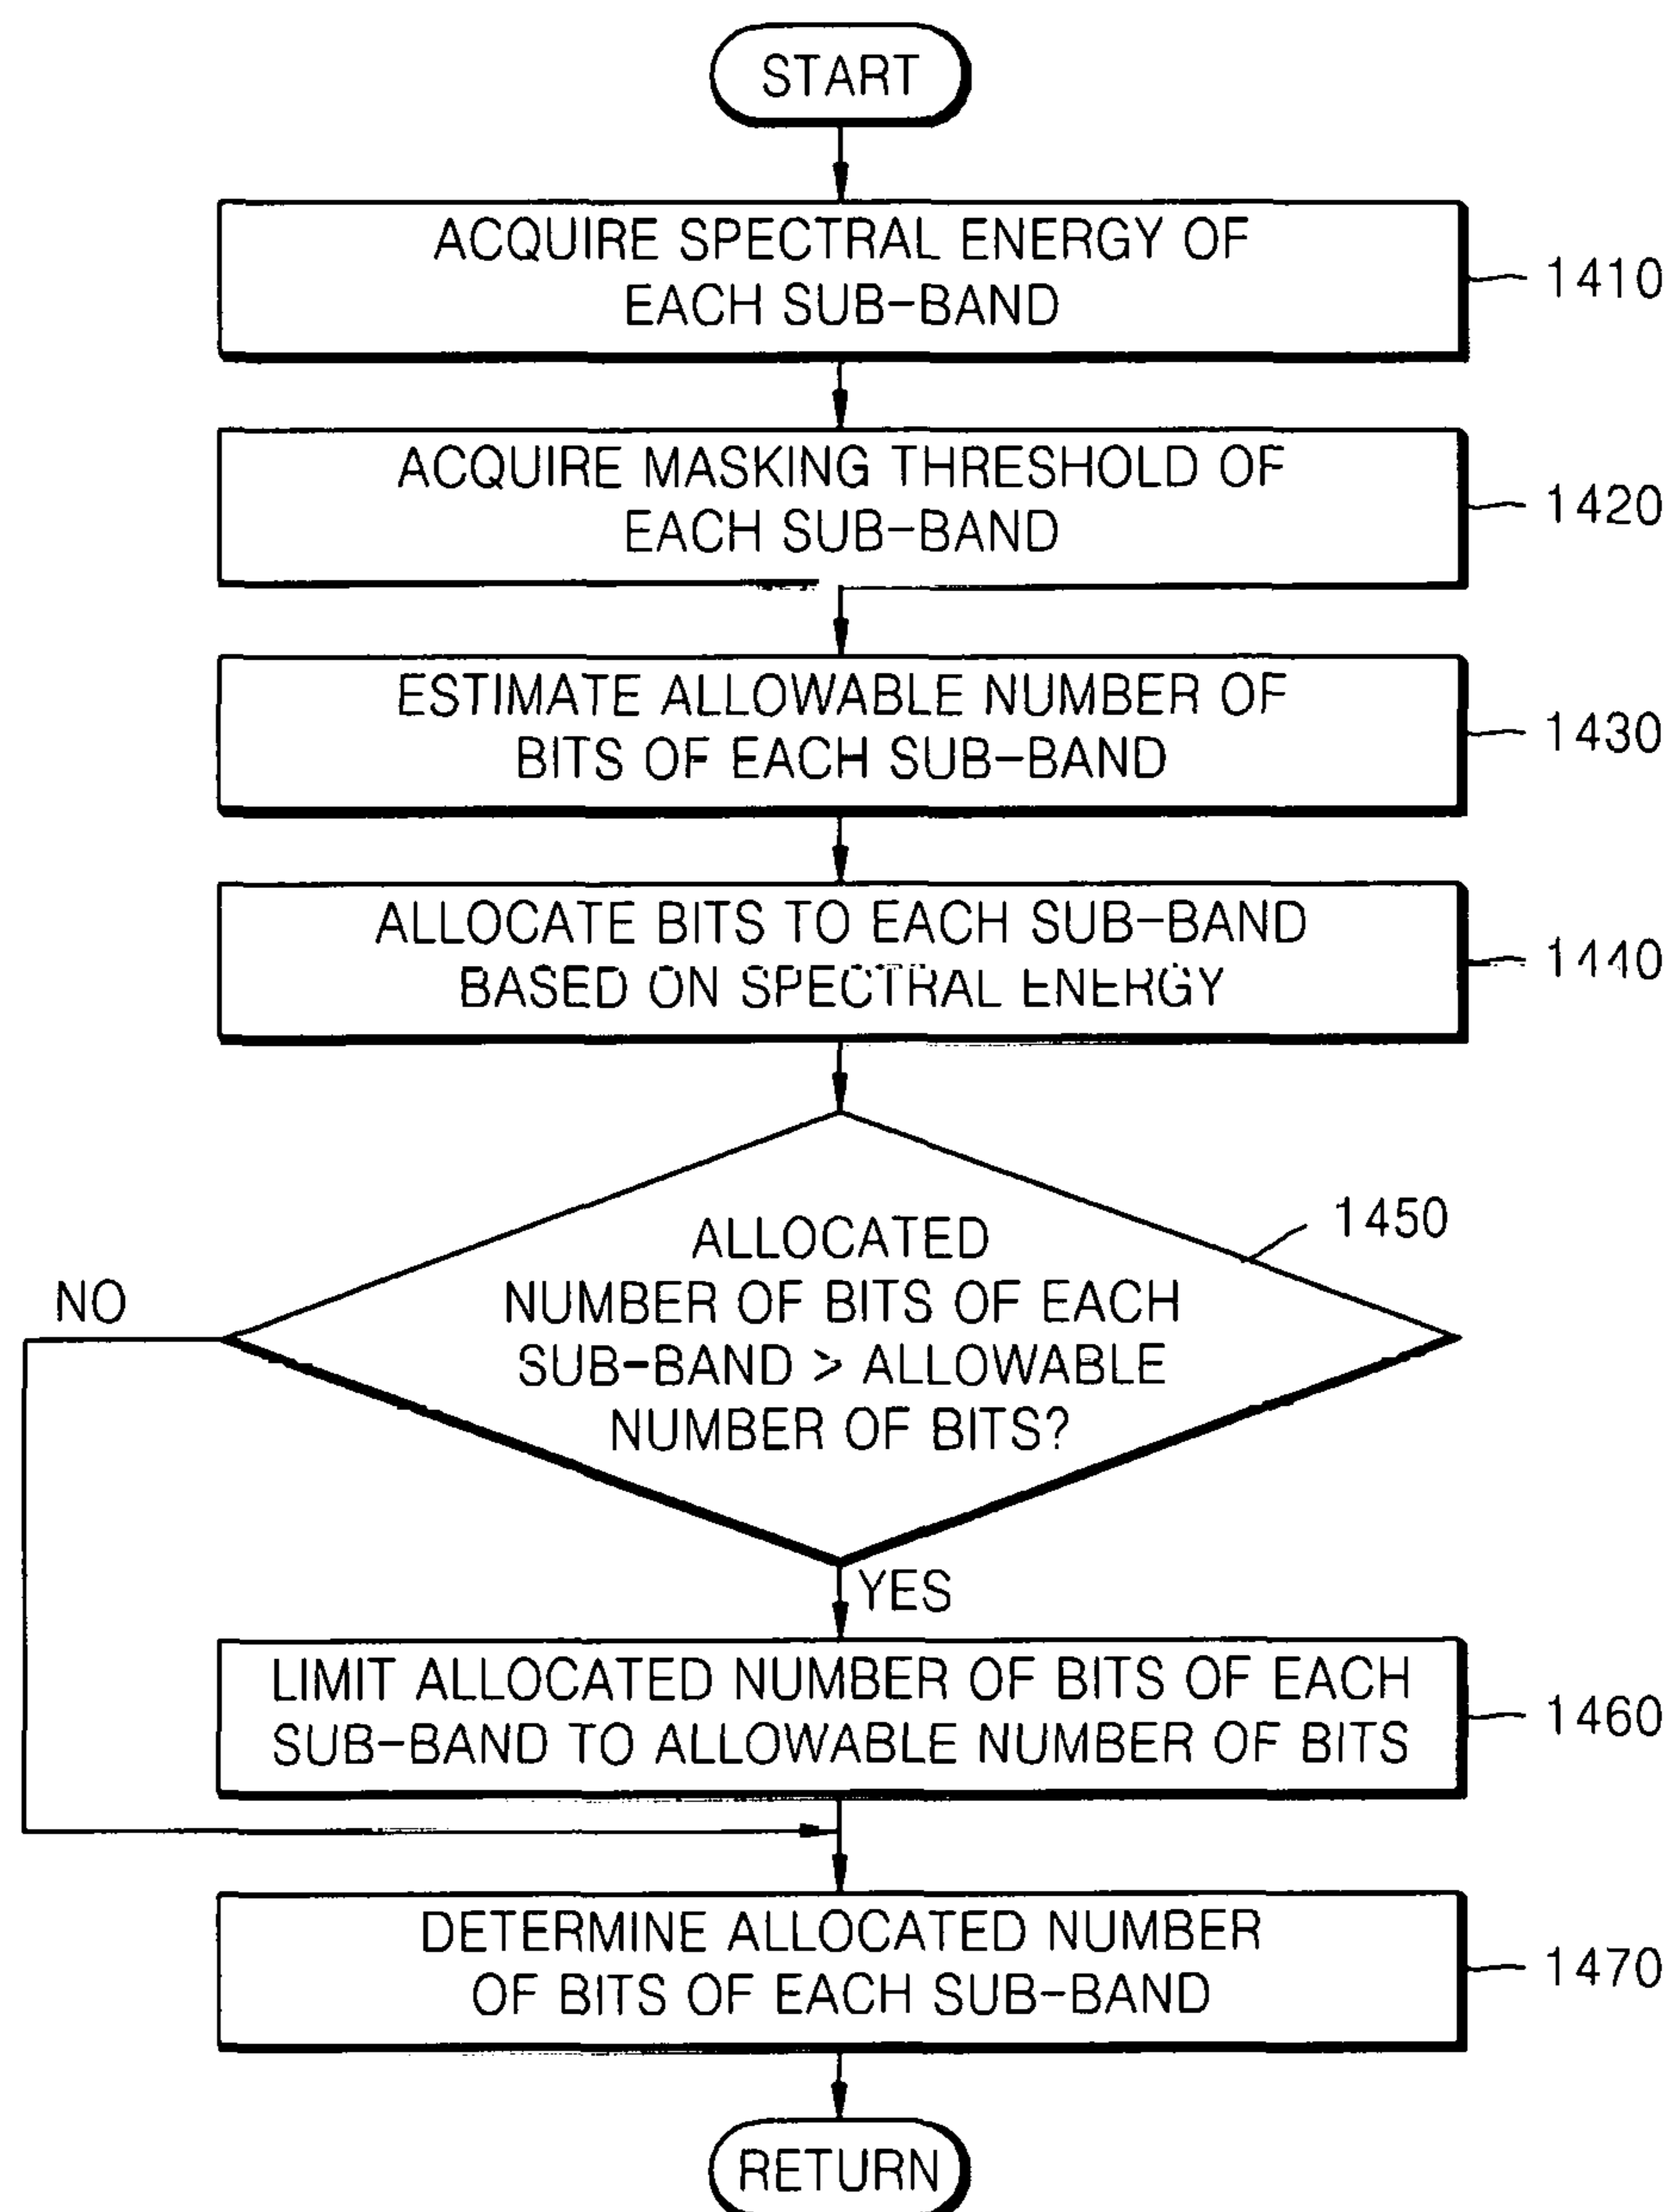 START
ACQUIRE SPECTRAL ENERGY OF
EACH SUB-BAND
1410
ACQUIRE MASKING THRESHOLD OF
EACH SUB-BAND
1420
ESTIMATE ALLOWABLE NUMBER OF
BITS OF EACH SUB-BAND
1430
ALLOCATE BITS TO EACH SUB-BAND
BASED ON SPECTRAL ENERGY
1440
ALLOCATED
NUMBER OF BITS OF EACH
SUB-BAND > ALLOWABLE
NUMBER OF BITS?
1450
NO
YES
LIMIT ALLOCATED NUMBER OF BITS OF EACH
SUB-BAND TO ALLOWABLE NUMBER OF BITS
1460
DETERMINE ALLOCATED NUMBER
OF BITS OF EACH SUB-BAND
1470
RETURN